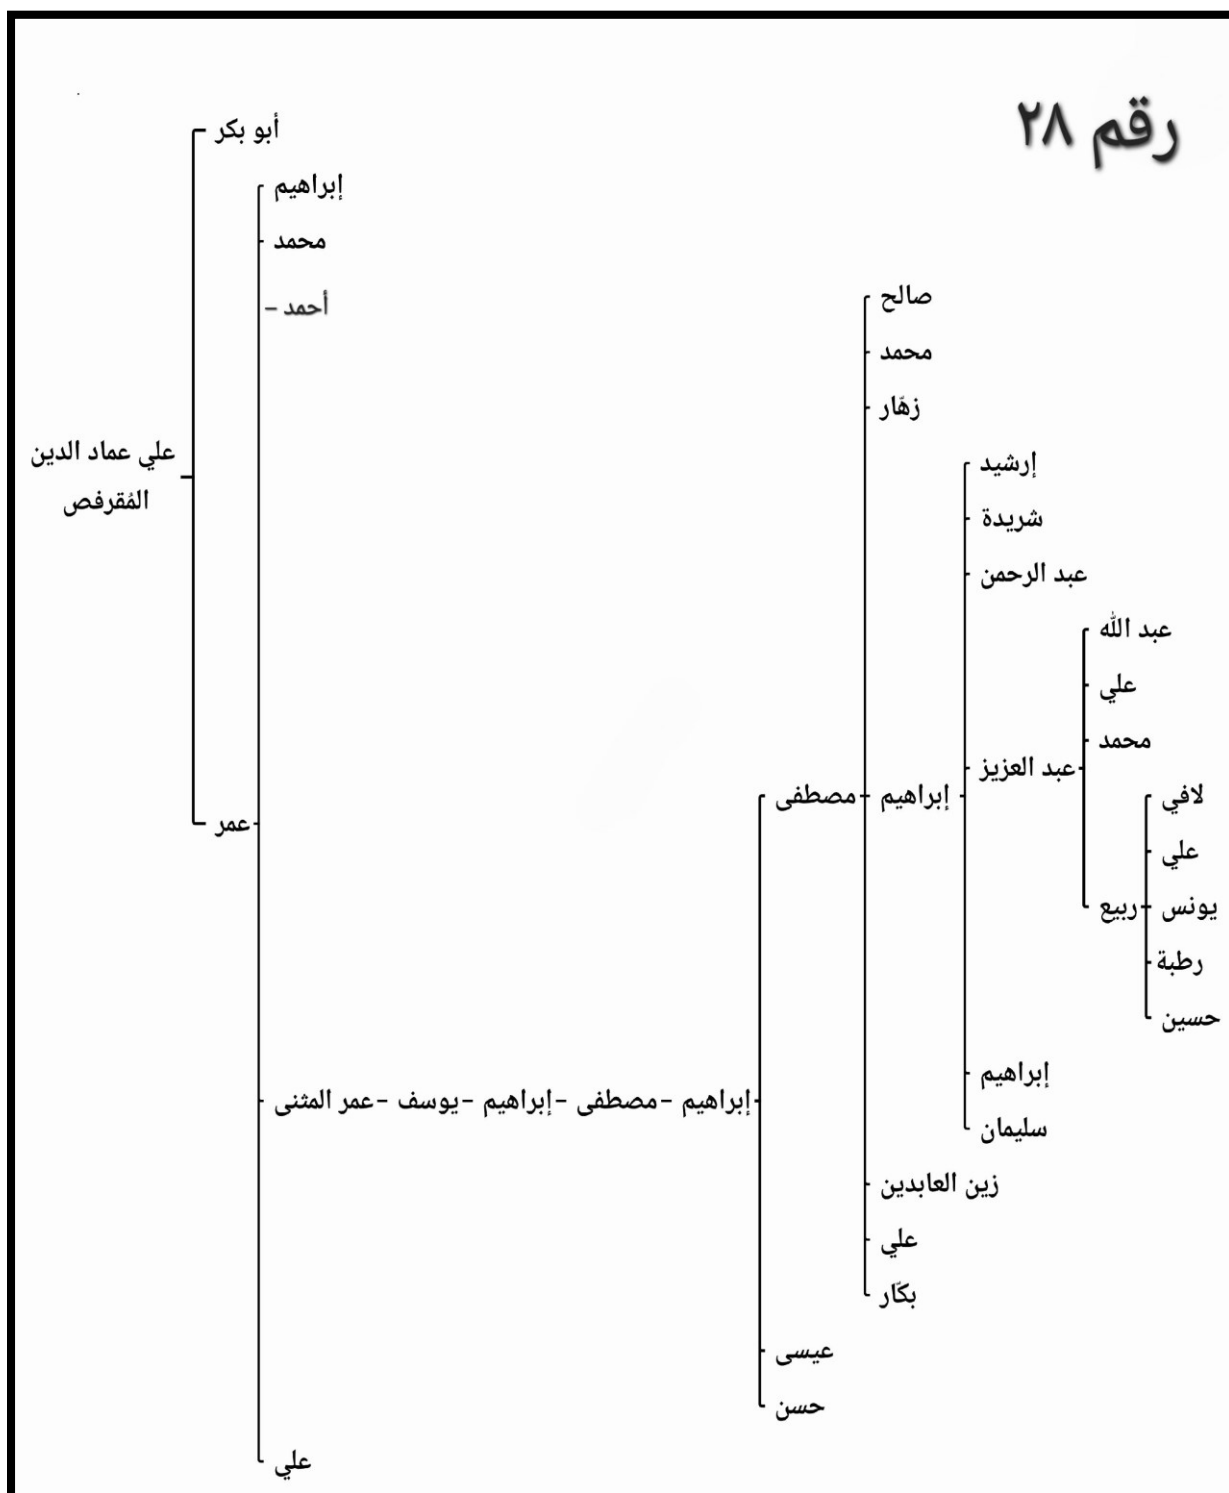 رقم ٢٨
أبو بكر
إبراهيم
محمد
أحمد
صالح
محمد
زهّار
علي عماد الدين
المُقرفص
إرشيد
شريدة
عبد الرحمن
عبد الله
علي
محمد
عبد العزيز
مصطفى
إبراهيم
لافي
عمر
علي
ربيع
يونس
رطبة
حسين
إبراهيم
عمر المثنى - يوسف - إبراهيم - مصطفى - إبراهيم
سليمان
زين العابدين
علي
بكّار
عيسى
حسن
علي